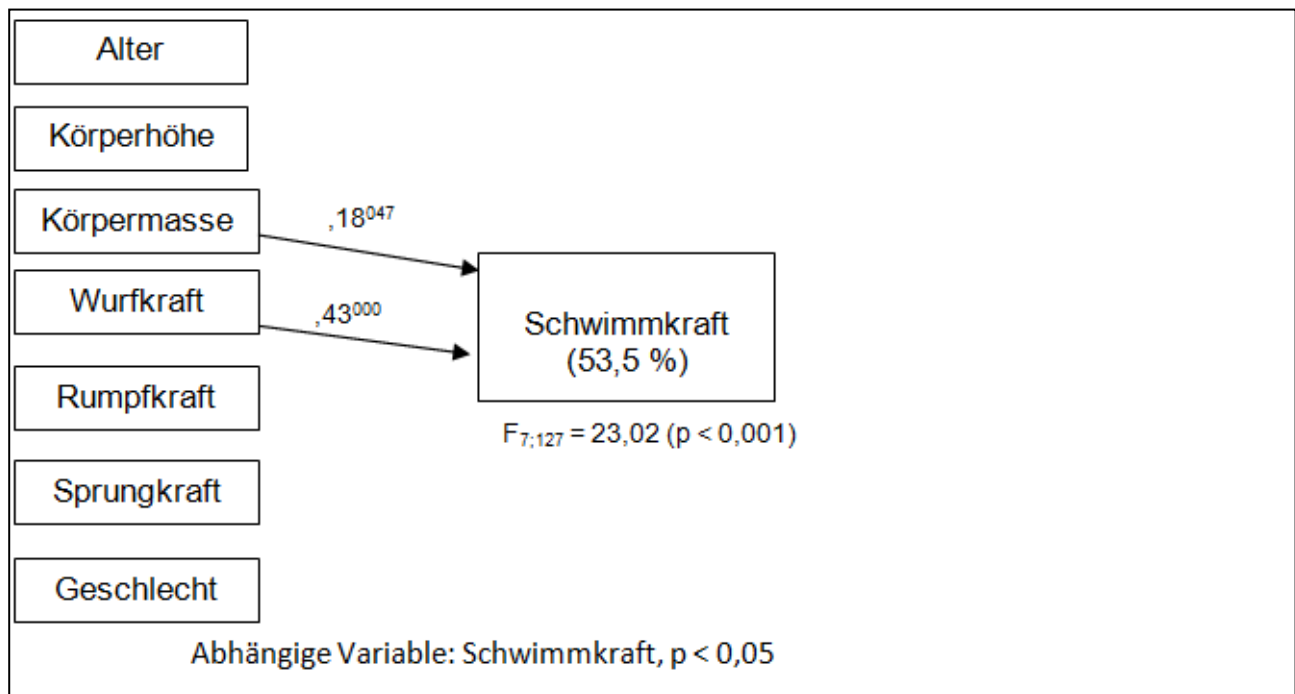 Alter
Körperhöhe
Körpermasse
,18⁰⁴⁷
Wurfkraft
,43⁰⁰⁰
Schwimmkraft
(53,5 %)
Rumpfkraft
F₇;₁₂₇ = 23,02 (p < 0,001)
Sprungkraft
Geschlecht
Abhängige Variable: Schwimmkraft, p < 0,05